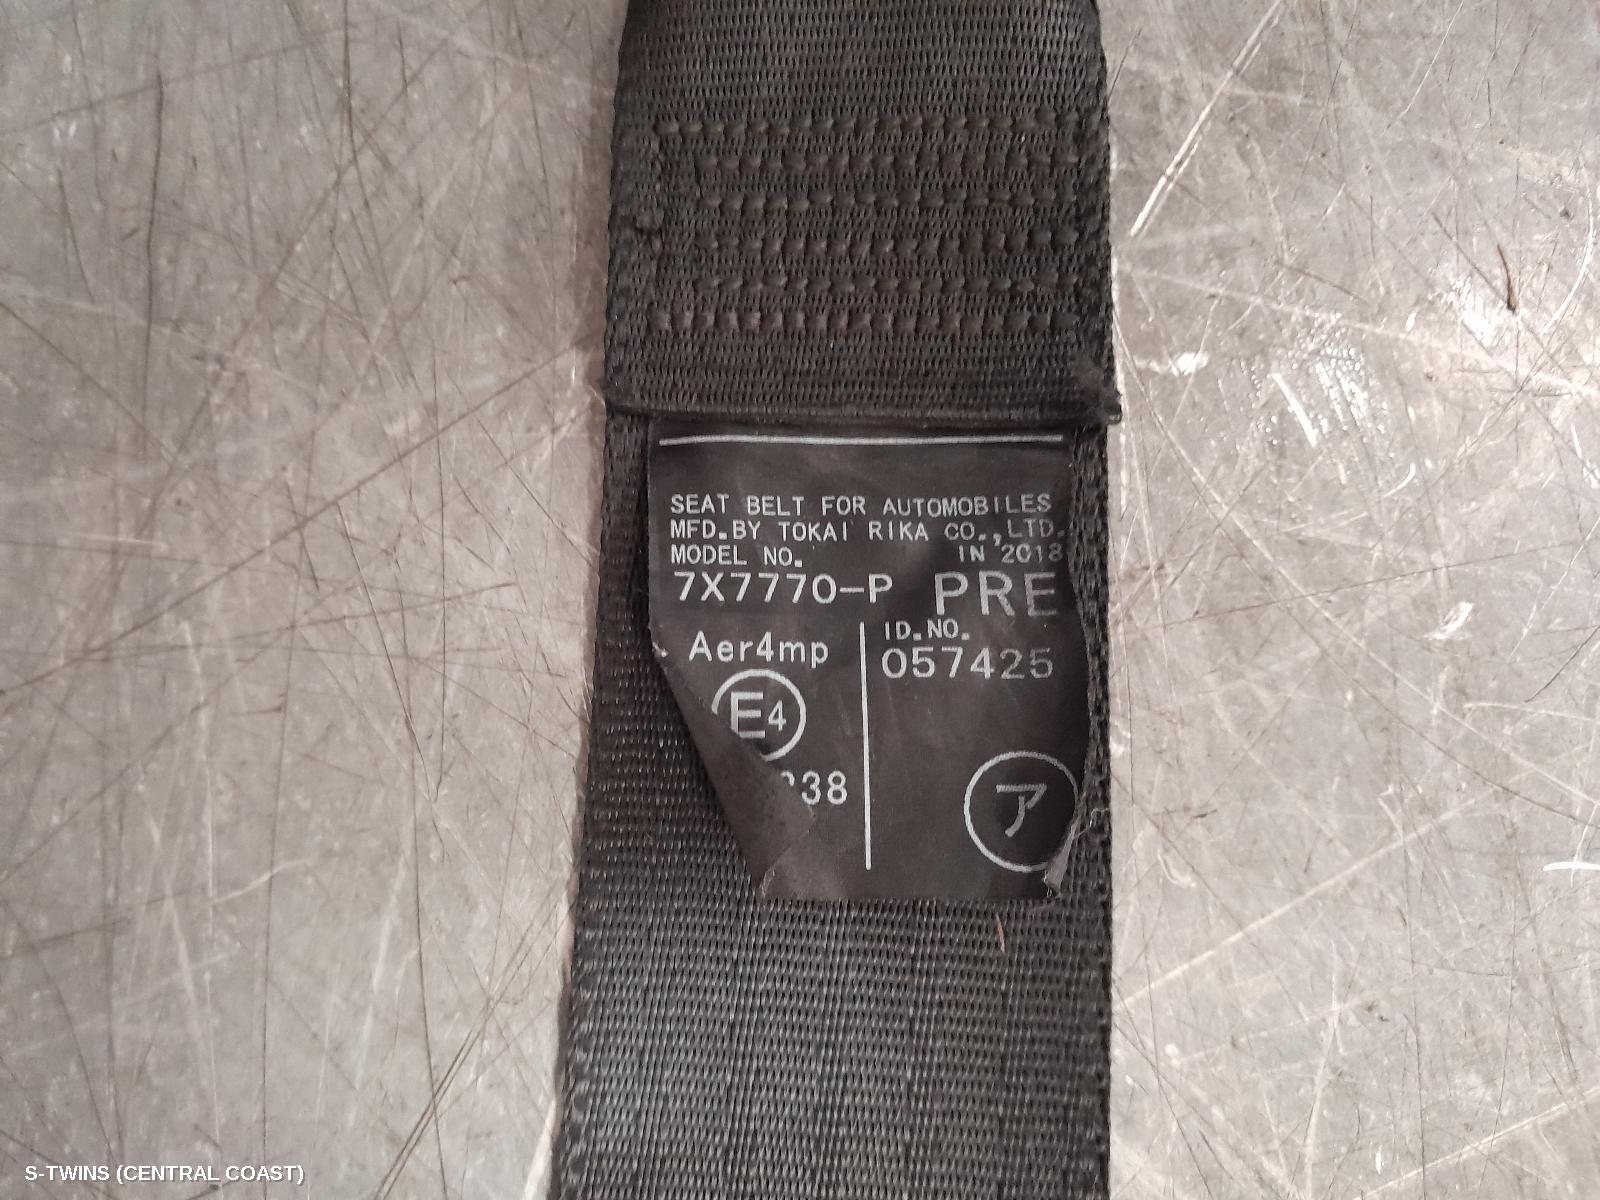 SEAT BELT FOR AUTOMOBILES
MFD.BY TOKAI RIKA CO.,LTD.
MODEL NO. IN 2018
7X7770-P PRE
Aer4mp
ID.NO.
057425
E4
38
ア
S-TWINS (CENTRAL COAST)